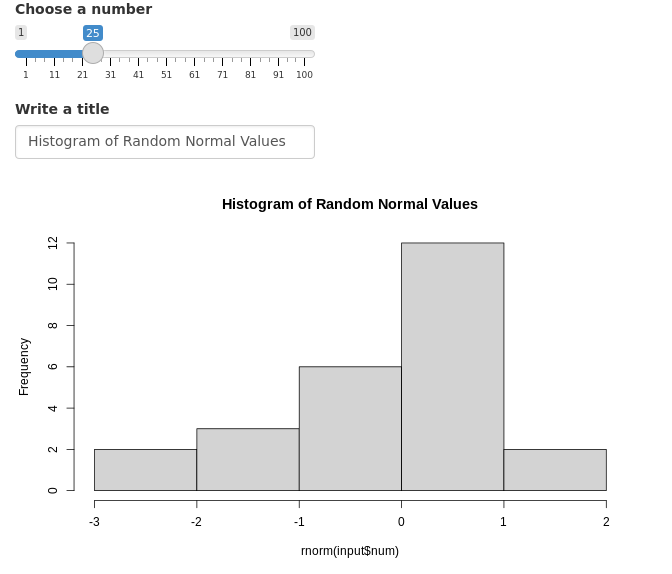 Choose a number
1 25 100
1 11 21 31 41 51 61 71 81 91 100
Write a title
Histogram of Random Normal Values
Histogram of Random Normal Values
12
10
8
6
4
2
0
Frequency
-3 -2 -1 0 1 2
rnorm(input$num)